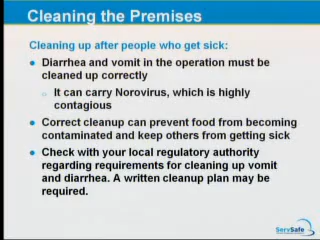 Cleaning the Premises
Cleaning up after people who get sick:
Diarrhea and vomit in the operation must be
cleaned up correctly
It can carry Norovirus, which is highly
contagious
Correct cleanup can prevent food from becoming
contaminated and keep others from getting sick
Check with your local regulatory authority
regarding requirements for cleaning up vomit
and diarrhea. A written cleanup plan may be
required.
ServSafe